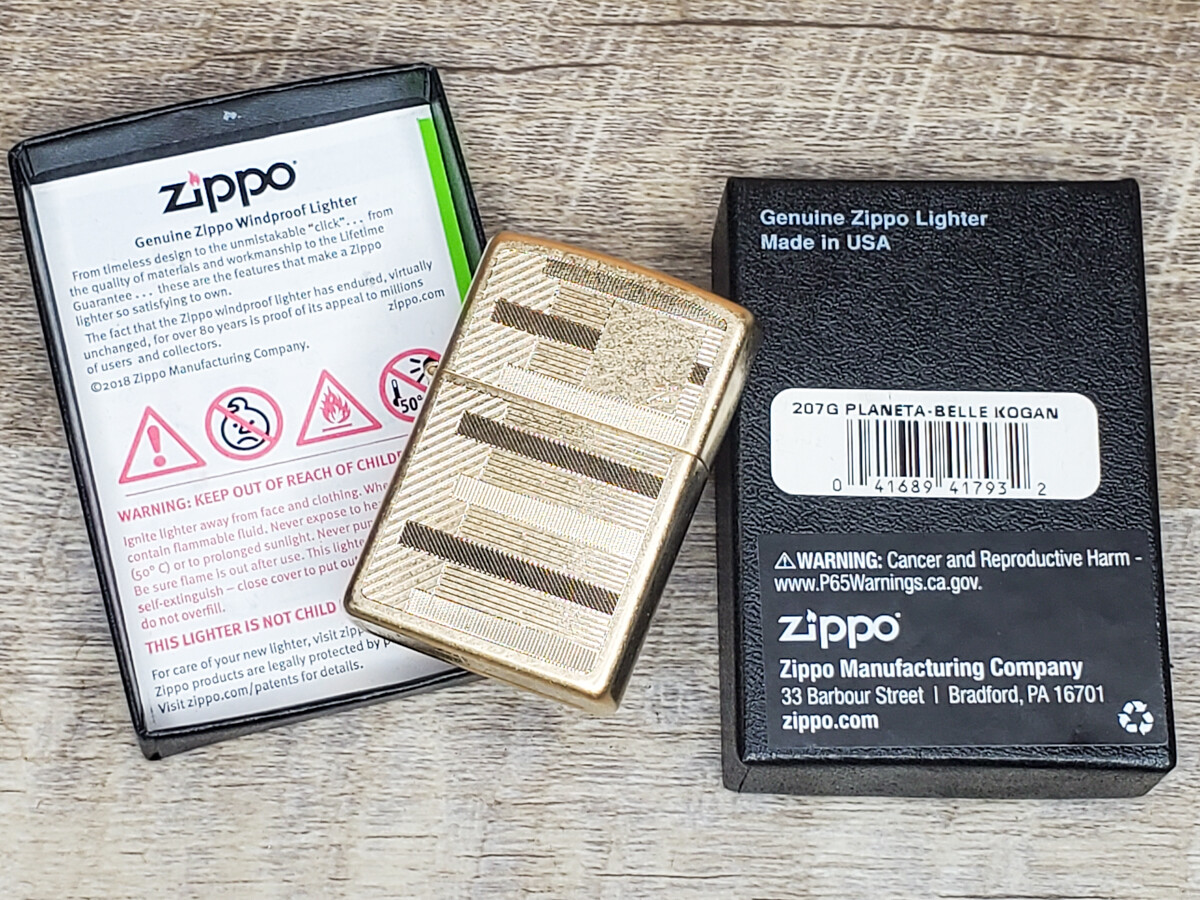 zippo
Genuine Zippo Windproof Lighter
From timeless design to the unmistakable “click” . . . from
the quality of materials and workmanship to the Lifetime
Guarantee . . . these are the features that make a Zippo
lighter so satisfying to own.
The fact that the Zippo windproof lighter has endured, virtually
unchanged, for over 80 years is proof of its appeal to millions
of users and collectors.
zippo.com
©2018 Zippo Manufacturing Company.
50°
WARNING: KEEP OUT OF REACH OF
Ignite lighter away from face and clothing.
contain flammable fluid. Never expose to
(50° C) or to prolonged sunlight. Never
Be sure flame is out after use. This
self-extinguish – close cover to put
do not overfill.
THIS LIGHTER IS NOT CHILD
For care of your new lighter, visit
Zippo products are legally protected by
Visit zippo.com/patents for details.
Genuine Zippo Lighter
Made in USA
207G PLANETA-BELLE KOGAN
0 41689 41793 2
⚠WARNING: Cancer and Reproductive Harm -
www.P65Warnings.ca.gov.
zippo
Zippo Manufacturing Company
33 Barbour Street | Bradford, PA 16701
zippo.com